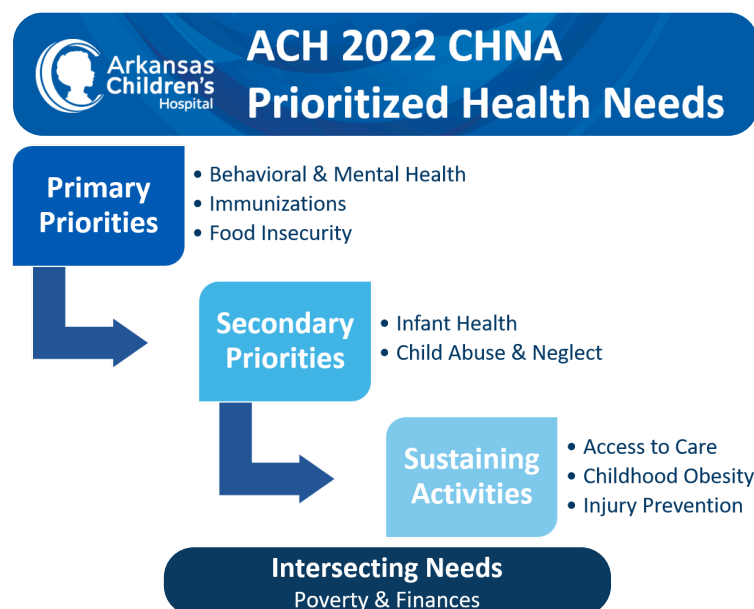 Arkansas
Children's
Hospital
ACH 2022 CHNA
Prioritized Health Needs
Primary
Priorities
• Behavioral & Mental Health
• Immunizations
• Food Insecurity
Secondary
Priorities
• Infant Health
• Child Abuse & Neglect
Sustaining
Activities
• Access to Care
• Childhood Obesity
• Injury Prevention
Intersecting Needs
Poverty & Finances